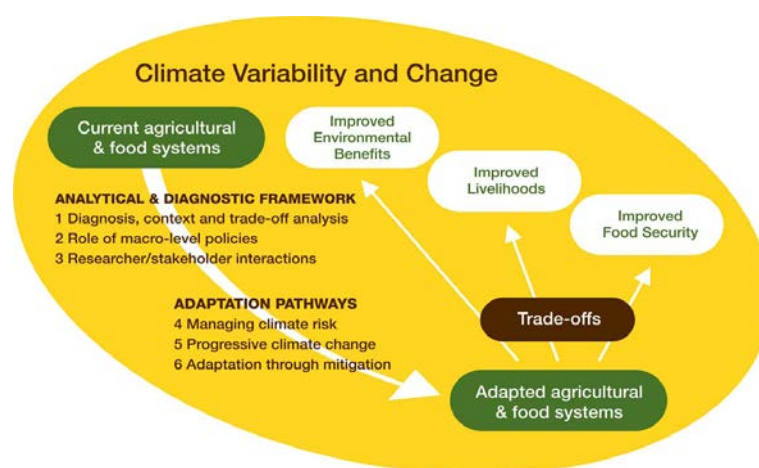 Climate Variability and Change
Current agricultural
& food systems
Improved
Environmental
Benefits
Improved
Livelihoods
Improved
Food Security
ANALYTICAL & DIAGNOSTIC FRAMEWORK
1 Diagnosis, context and trade-off analysis
2 Role of macro-level policies
3 Researcher/stakeholder interactions
ADAPTATION PATHWAYS
4 Managing climate risk
5 Progressive climate change
6 Adaptation through mitigation
Trade-offs
Adapted agricultural
& food systems